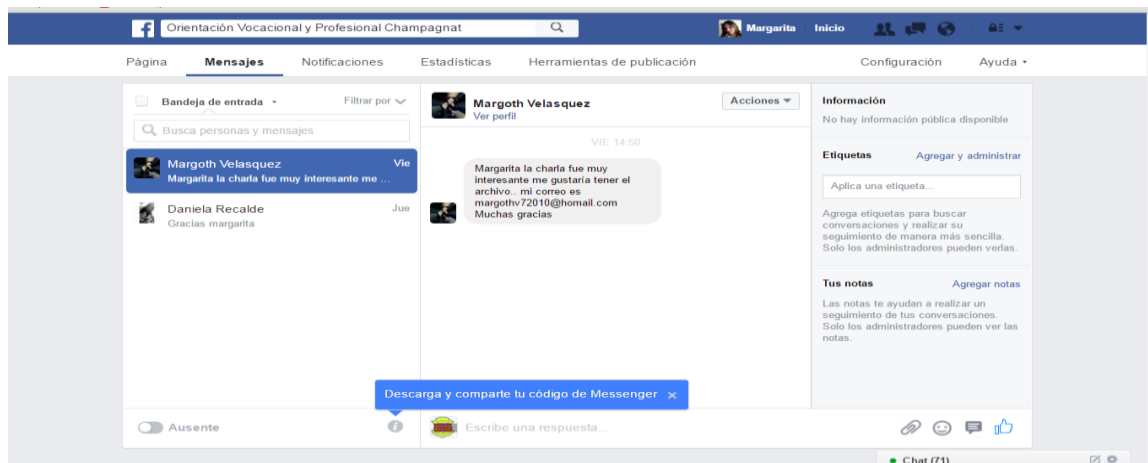 Orientación Vocacional y Profesional Champagnat
Margarita Inicio
Página Mensajes Notificaciones Estadísticas Herramientas de publicación Configuración Ayuda
Bandeja de entrada Filtrar por
Busca personas y mensajes
Margoth Velasquez Vie
Margarita la charla fue muy interesante me ...
Daniela Recalde Jue
Gracias margarita
Margoth Velasquez
Ver perfil
Acciones
VIE 14:50
Margarita la charla fue muy
interesante me gustaría tener el
archivo.. mi correo es
margothv72010@homail.com
Muchas gracias
Información
No hay información pública disponible
Etiquetas Agregar y administrar
Aplica una etiqueta...
Agrega etiquetas para buscar
conversaciones y realizar su
seguimiento de manera más sencilla.
Solo los administradores pueden verlas.
Tus notas Agregar notas
Las notas te ayudan a realizar un
seguimiento de tus conversaciones.
Solo los administradores pueden ver las
notas.
Descarga y comparte tu código de Messenger
Ausente
Escribe una respuesta...
Chat (71)